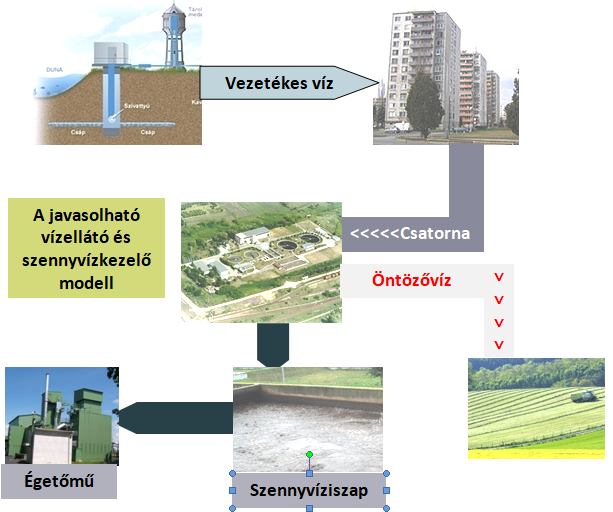 DUNA
Szivattyú
Csáp
Csáp
Vezetékes víz
A javasolható
vízellátó és
szennyvízkezelő
modell
<<<<<Csatorna
Öntözővíz
Égetőmű
Szennyvíziszap